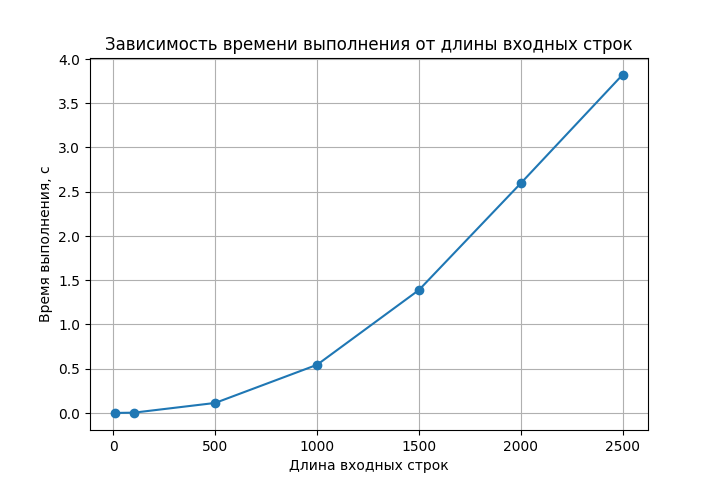 Зависимость времени выполнения от длины входных строк
4.0
3.5
3.0
2.5
2.0
1.5
1.0
0.5
0.0
Время выполнения, с
0 500 1000 1500 2000 2500
Длина входных строк